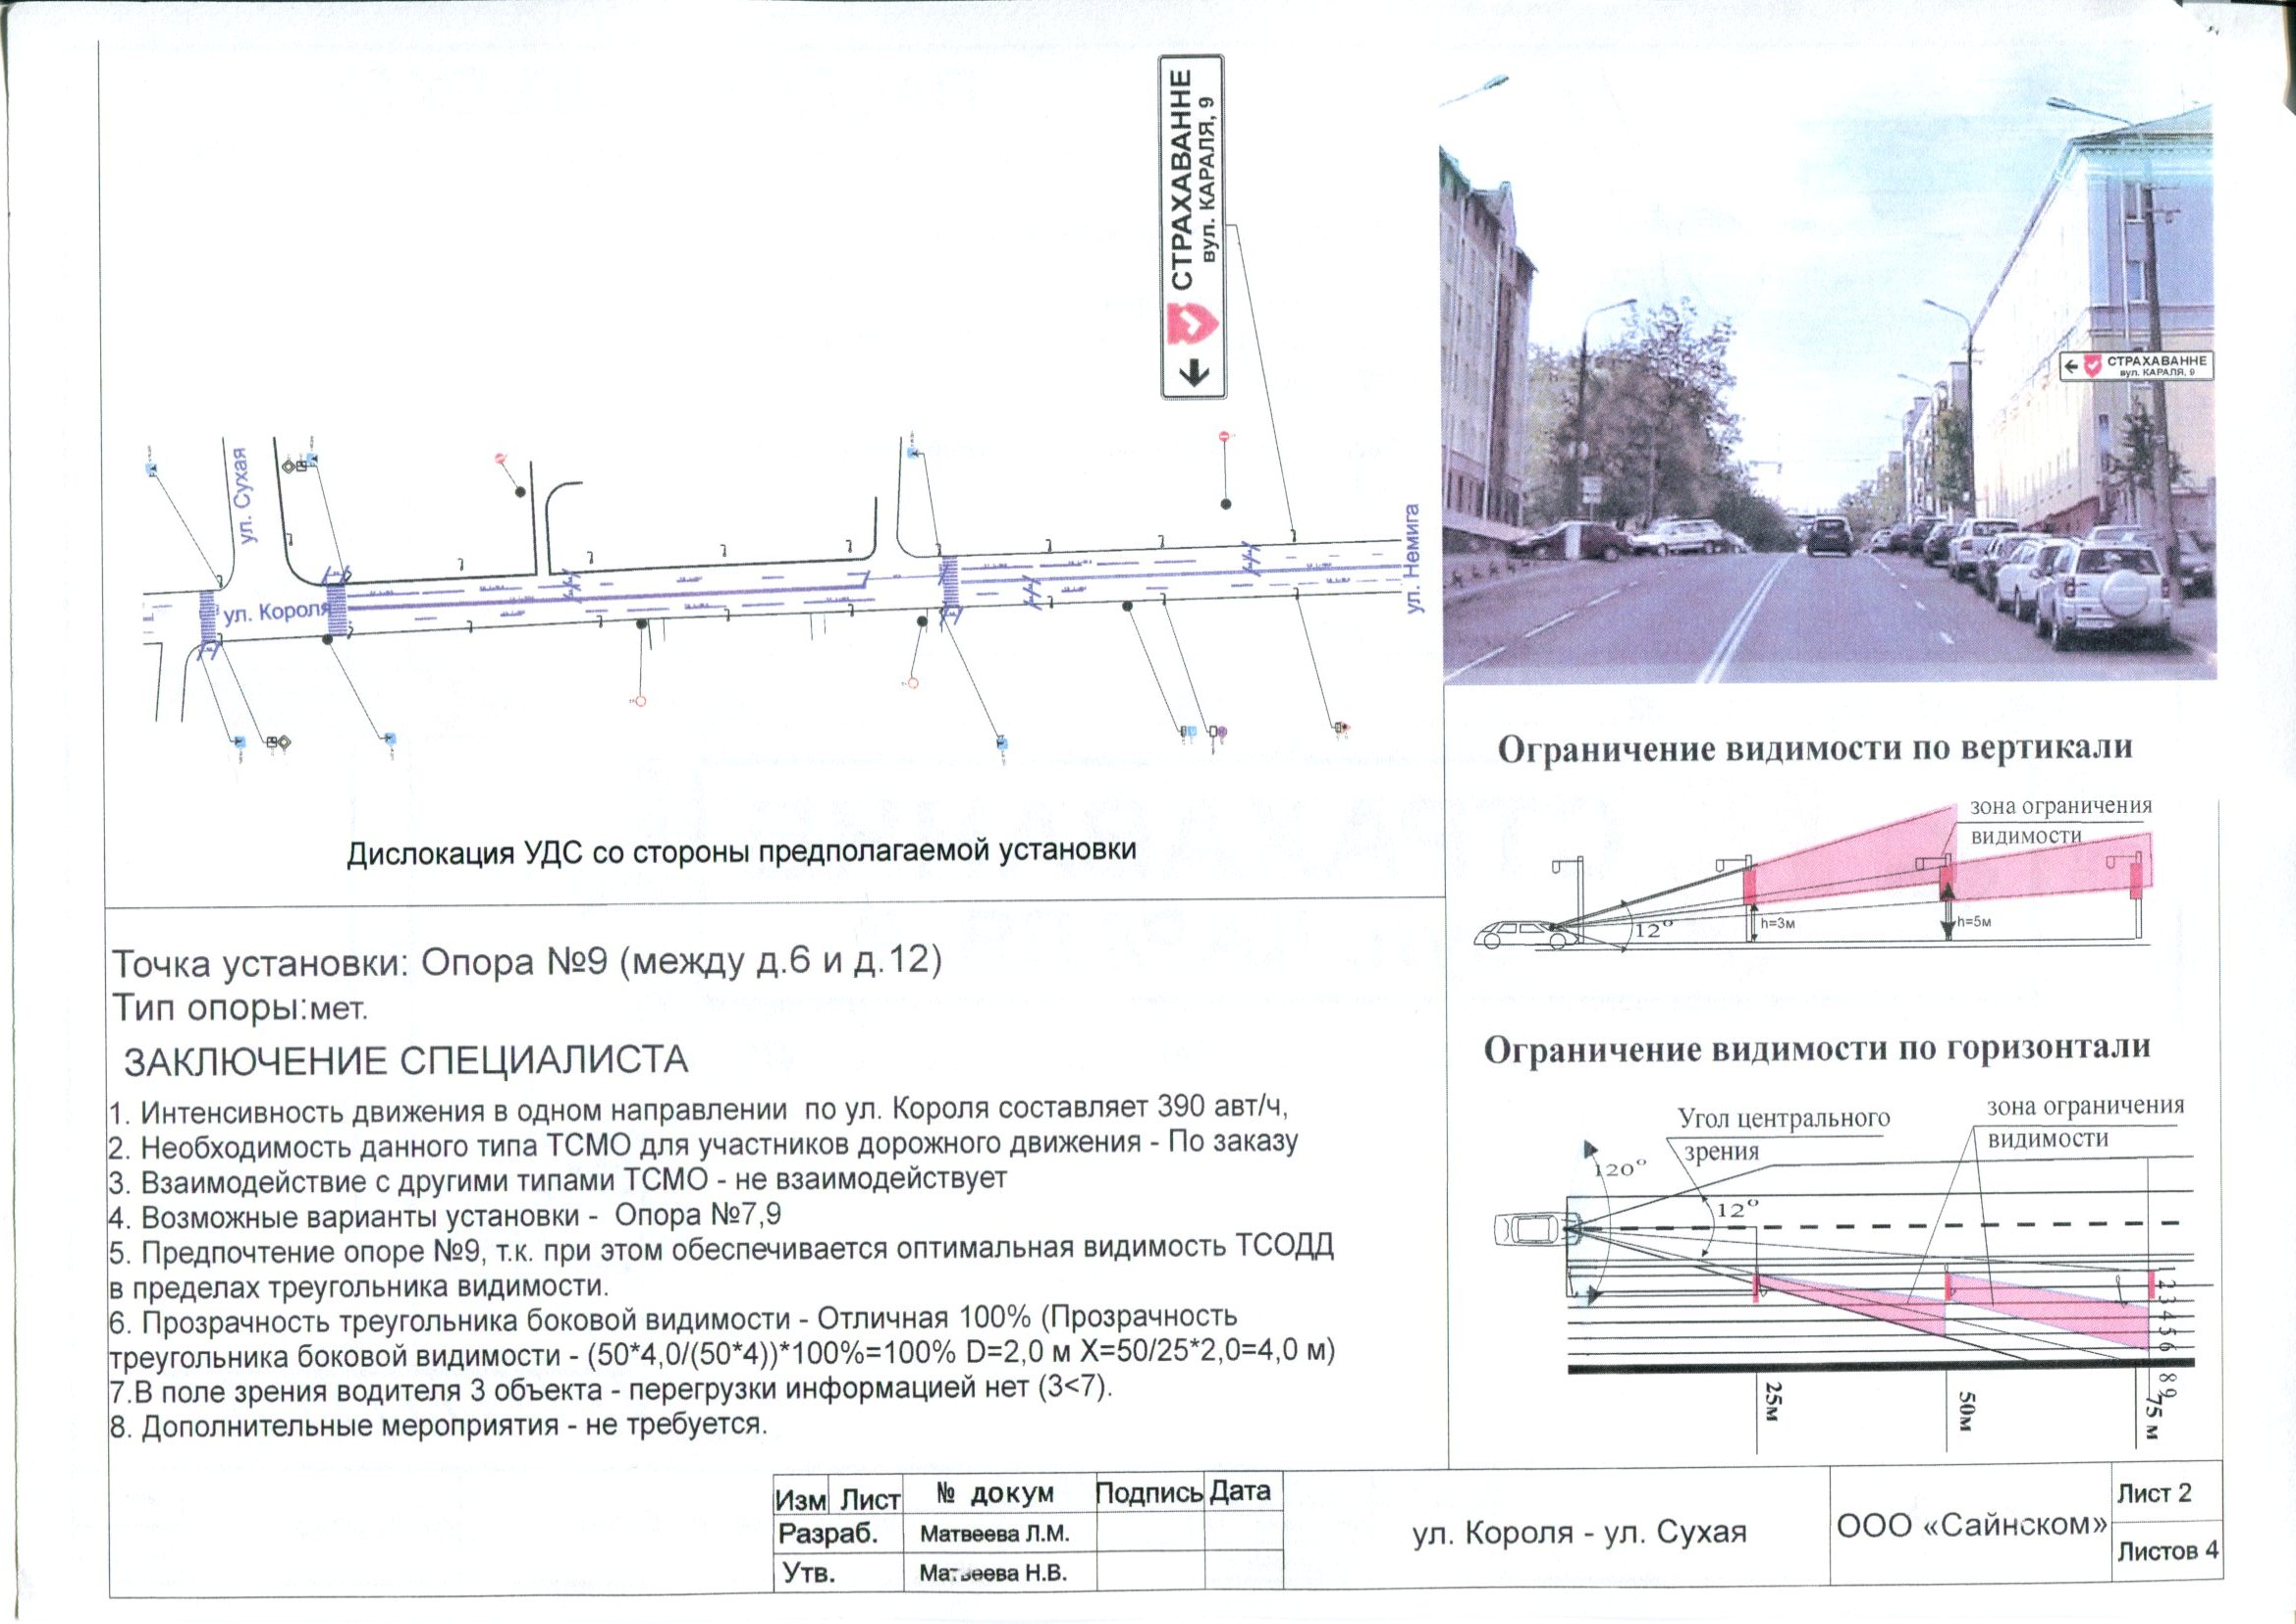 СТРАХАВАННЕ
вул. КАРАЛЯ, 9
ул. Сухая
ул. Короля
ул. Немига
Дислокация УДС со стороны предполагаемой установки
СТРАХАВАННЕ
вул. КАРАЛЯ, 9
Ограничение видимости по вертикали
зона ограничения
видимости
12°
h=3м
h=5м
Ограничение видимости по горизонтали
Угол центрального
зрения
зона ограничения
видимости
120°
12°
1 2 3 4 5 6
8 9
25м
50м
75 м
Точка установки: Опора №9 (между д.6 и д.12)
Тип опоры:мет.
ЗАКЛЮЧЕНИЕ СПЕЦИАЛИСТА
1. Интенсивность движения в одном направлении по ул. Короля составляет 390 авт/ч,
2. Необходимость данного типа ТСМО для участников дорожного движения - По заказу
3. Взаимодействие с другими типами ТСМО - не взаимодействует
4. Возможные варианты установки - Опора №7,9
5. Предпочтение опоре №9, т.к. при этом обеспечивается оптимальная видимость ТСОДД
в пределах треугольника видимости.
6. Прозрачность треугольника боковой видимости - Отличная 100% (Прозрачность
треугольника боковой видимости - (50*4,0/(50*4))*100%=100% D=2,0 м X=50/25*2,0=4,0 м)
7.В поле зрения водителя 3 объекта - перегрузки информацией нет (3<7).
8. Дополнительные мероприятия - не требуется.
Изм Лист № докум Подпись Дата
Разраб. Матвеева Л.М.
Утв. Матвеева Н.В.
ул. Короля - ул. Сухая
ООО «Сайнском»
Лист 2
Листов 4